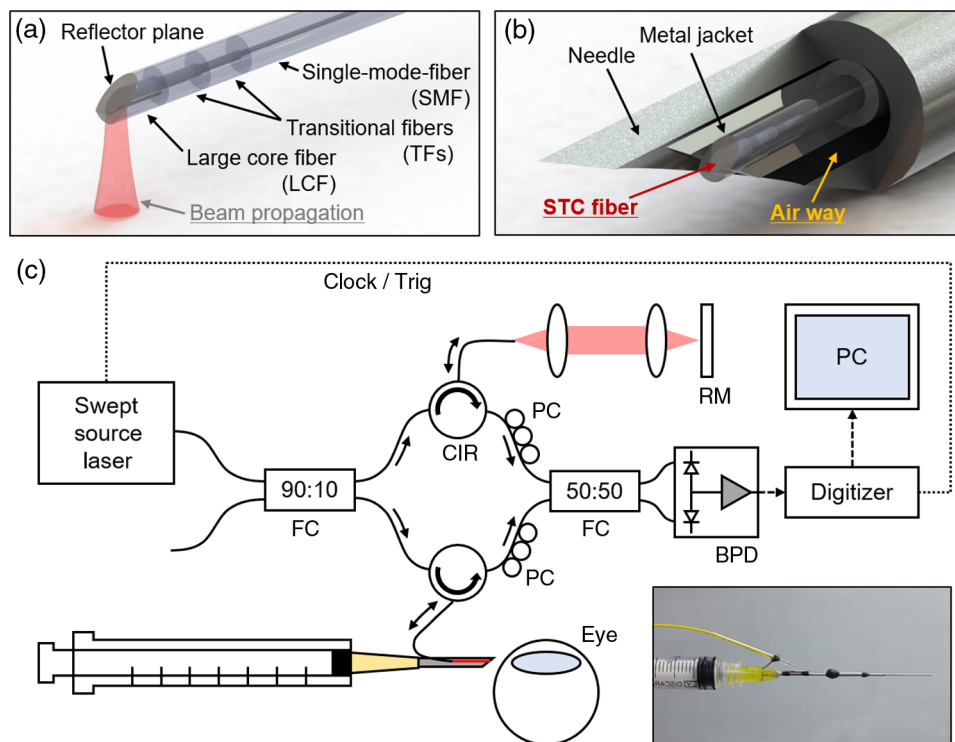 (a)
Reflector plane
Single-mode-fiber
(SMF)
Transitional fibers
(TFs)
Large core fiber
(LCF)
Beam propagation
(b)
Metal jacket
Needle
STC fiber
Air way
(c)
Clock / Trig
PC
RM
Swept
source
laser
PC
CIR
90:10
50:50
Digitizer
FC
FC
BPD
PC
Eye
DISCAR